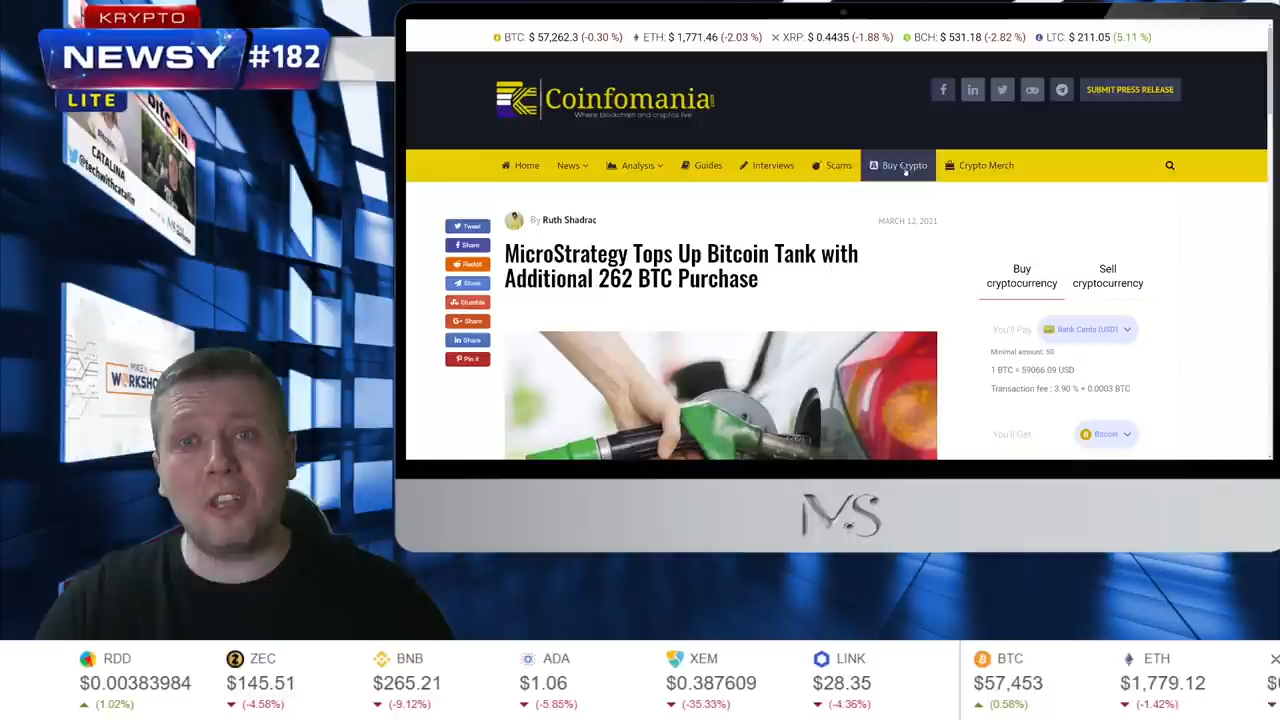 KRYPTO
NEWSY #182
LITE
bitcoin
CATALINA
@techwithcatalin
MIKE'S
WORKSHO
BTC: $ 57,262.3 (-0.30 %) ETH: $ 1,771.46 (-2.03 %) XRP: $ 0.4435 (-1.88 %) BCH: $ 531.18 (-2.82 %) LTC: $ 211.05 (5.11 %)
Coinfomania
.com
Where blockchain and cryptos live
SUBMIT PRESS RELEASE
Home News Analysis Guides Interviews Scams Buy Crypto Crypto Merch
By Ruth Shadrac
MARCH 12, 2021
MicroStrategy Tops Up Bitcoin Tank with
Additional 262 BTC Purchase
Tweet
Share
Reddit
Share
Stumble
Share
Share
Pin it
Buy
cryptocurrency
Sell
cryptocurrency
You'll Pay Bank Cards (USD)
Minimal amount: 50
1 BTC = 59066.09 USD
Transaction fee : 3.90 % + 0.0003 BTC
You'll Get Bitcoin
MS
RDD ZEC BNB ADA XEM LINK BTC ETH
$0.00383984 $145.51 $265.21 $1.06 $0.387609 $28.35 $57,453 $1,779.12
(1.02%) (-4.58%) (-9.12%) (-5.85%) (-35.33%) (-4.36%) (0.58%) (-1.42%)